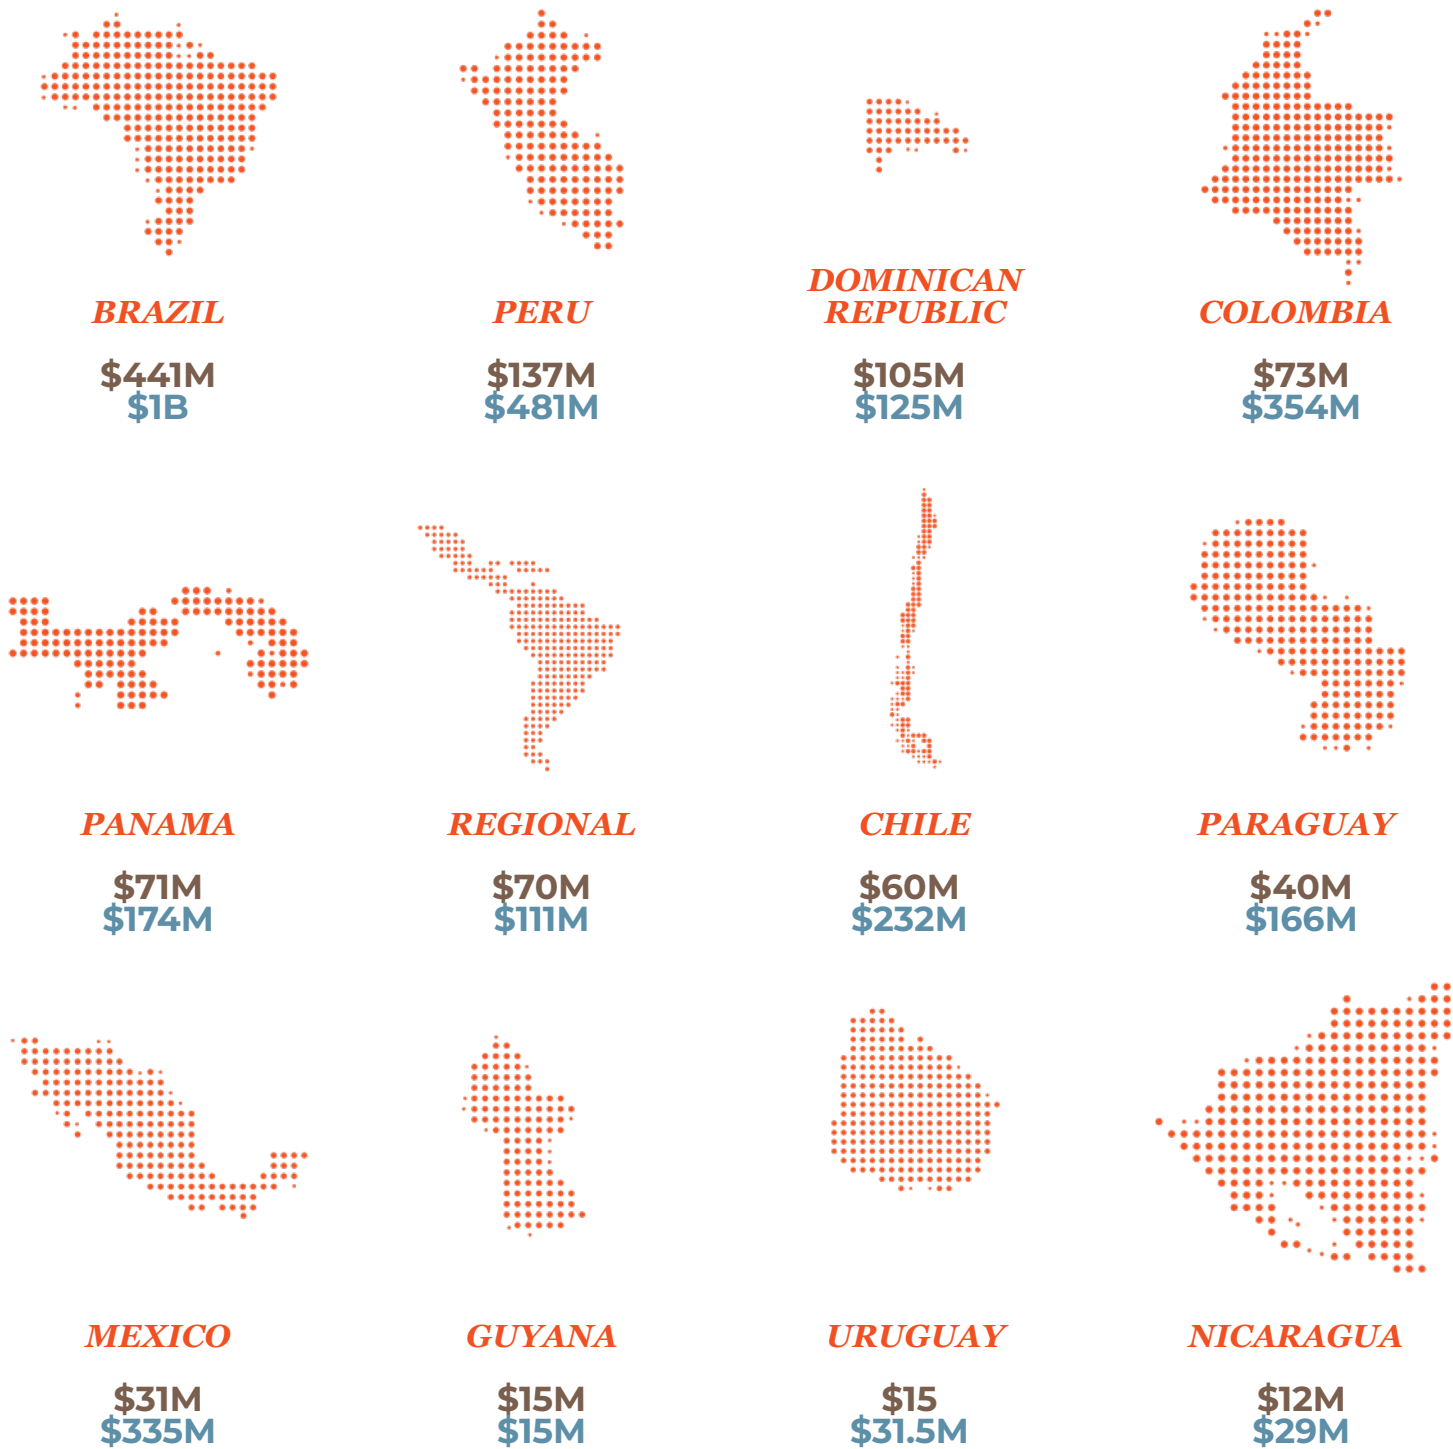 BRAZIL
$441M
$1B
PERU
$137M
$481M
DOMINICAN
REPUBLIC
$105M
$125M
COLOMBIA
$73M
$354M
PANAMA
$71M
$174M
REGIONAL
$70M
$111M
CHILE
$60M
$232M
PARAGUAY
$40M
$166M
MEXICO
$31M
$335M
GUYANA
$15M
$15M
URUGUAY
$15
$31.5M
NICARAGUA
$12M
$29M